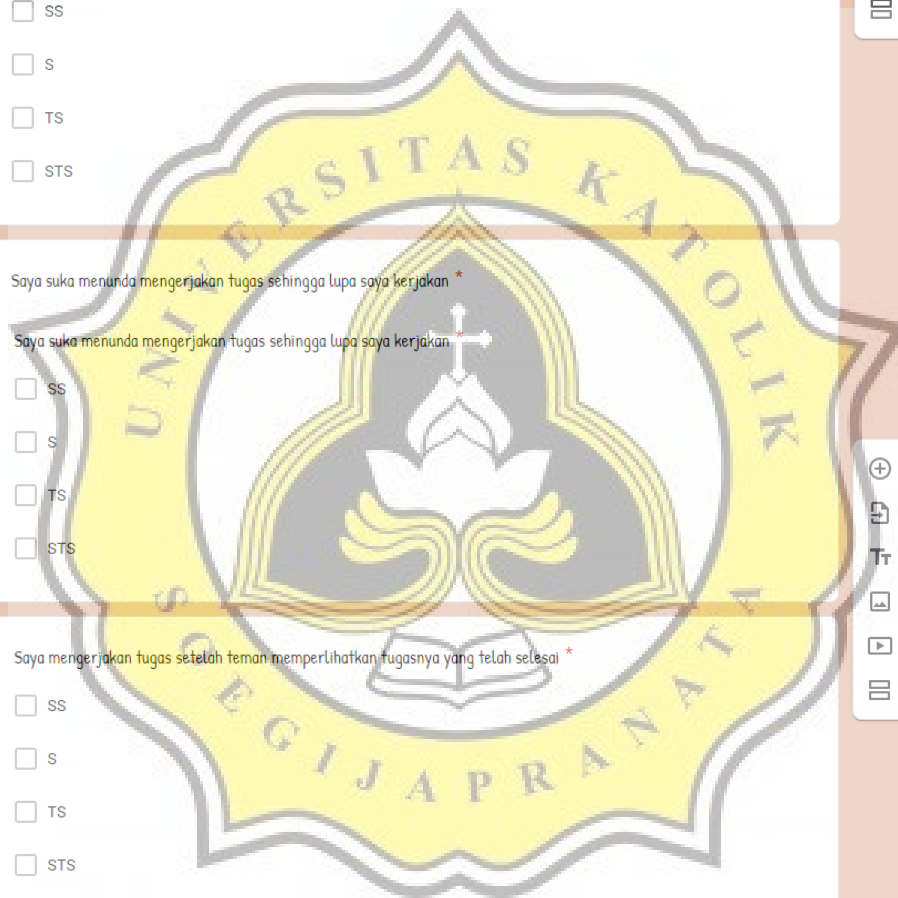 SS
S
TS
STS
Saya suka menunda mengerjakan tugas sehingga lupa saya kerjakan *
Saya suka menunda mengerjakan tugas sehingga lupa saya kerjakan *
SS
S
TS
STS
Saya mengerjakan tugas setelah teman memperlihatkan tugasnya yang telah selesai *
SS
S
TS
STS
UNIVERSITAS KATOLIK
SOEGIJAPRANATA
Tт